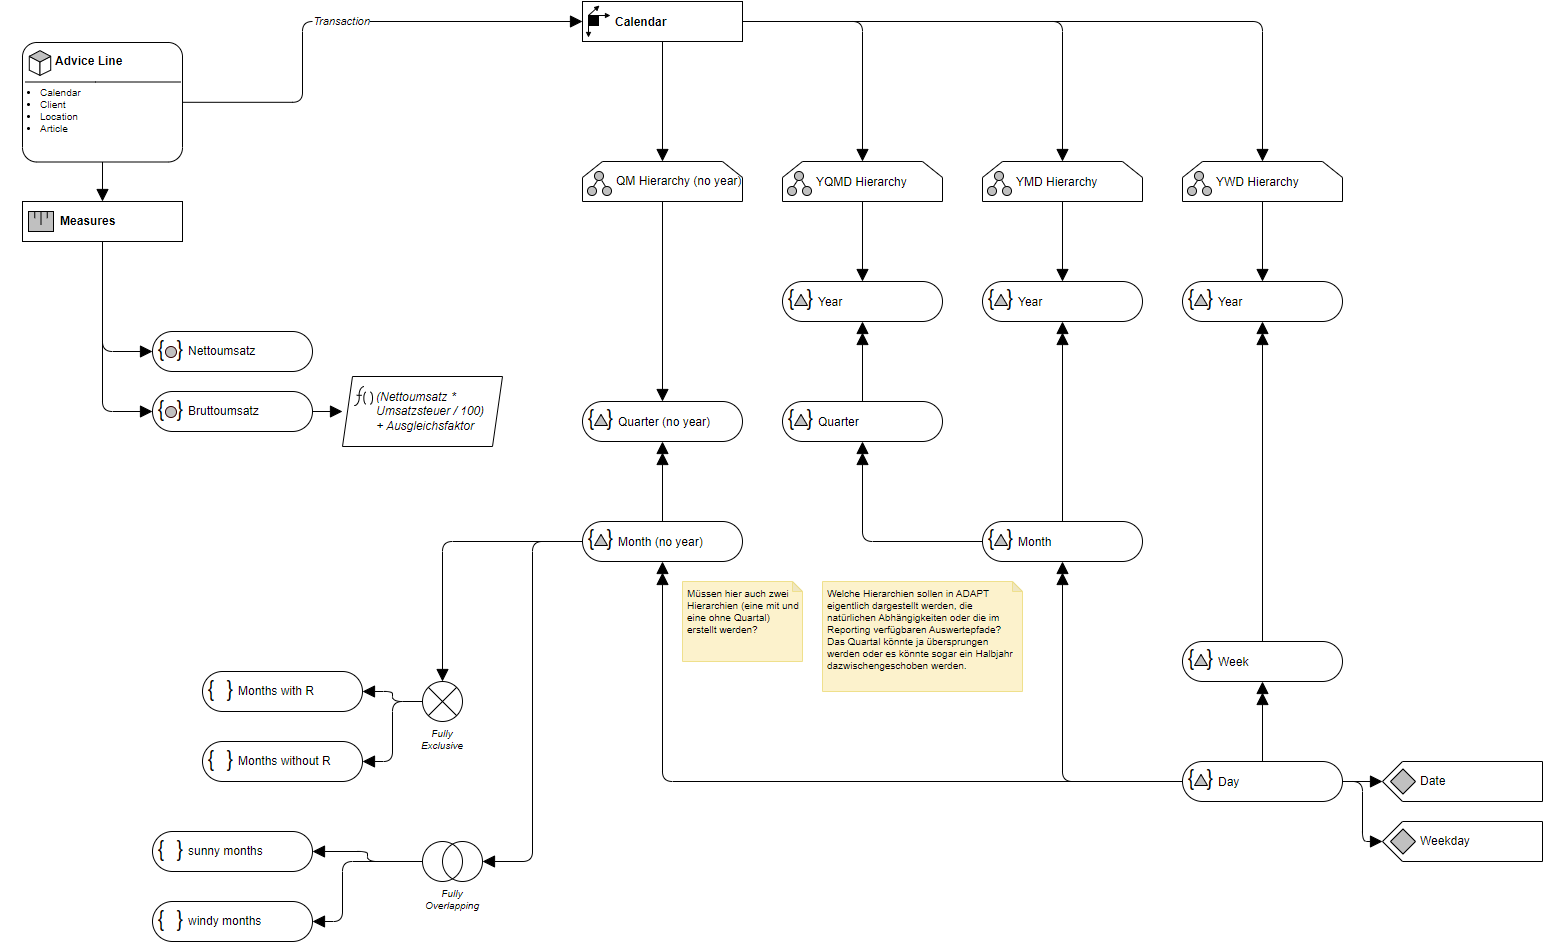 Transaction
Calendar
Advice Line
• Calendar
• Client
• Location
• Article
QM Hierarchy (no year)
YQMD Hierarchy
YMD Hierarchy
YWD Hierarchy
Measures
{ } Year
{ } Year
{ } Year
{ } Nettoumsatz
{ } Bruttoumsatz
f() (Nettoumsatz *
Umsatzsteuer / 100)
+ Ausgleichsfaktor
{ } Quarter (no year)
{ } Quarter
{ } Month (no year)
{ } Month
Müssen hier auch zwei
Hierarchien (eine mit und
eine ohne Quartal)
erstellt werden?
Welche Hierarchien sollen in ADAPT
eigentlich dargestellt werden, die
natürlichen Abhängigkeiten oder die im
Reporting verfügbaren Auswertepfade?
Das Quartal könnte ja übersprungen
werden oder es könnte sogar ein Halbjahr
dazwischengeschoben werden.
{ } Week
{ } Months with R
Fully
Exclusive
{ } Months without R
{ } Day
Date
Weekday
{ } sunny months
Fully
Overlapping
{ } windy months